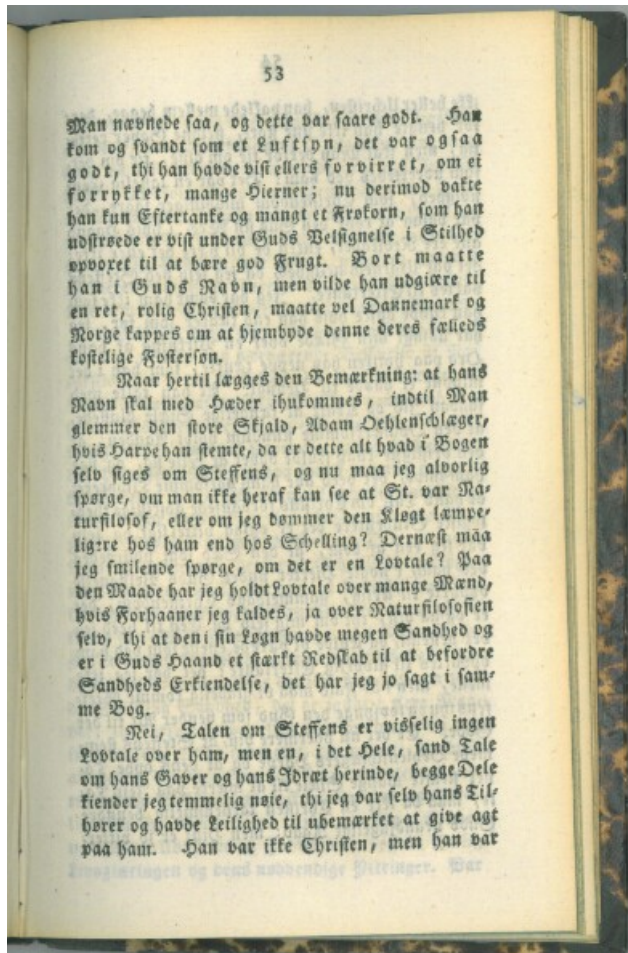 53
Man nævnede saa, og dette var saare godt. Han
kom og svandt som et Luftsyn, det var ogsaa
godt, thi han havde vist ellers forvirret, om ei
forrykket, mange Hierner; nu derimod vakte
han kun Eftertanke og mangt et Frøkorn, som han
udstrøede er vist under Guds Velsignelse i Stilhed
opvoxet til at bære god Frugt. Bort maatte
han i Guds Navn, men vilde han udgiære til
en ret, rolig Christen, maatte vel Dannemark og
Norge kappes om at hjembyde denne deres fælleds
kostelige Fostersøn.
Naar hertil lægges den Bemærkning: at hans
Navn skal med Hæder ihukommes, indtil Man
glemmer den store Skjald, Adam Oehlenschlæger,
hvis Harpe han stemte, da er dette alt hvad i Bogen
selv siges om Steffens, og nu maa jeg alvorlig
spørge, om man ikke heraf kan see at St. var Na-
turfilosof, eller om jeg dømmer den Kløgt læmpe-
ligere hos ham end hos Schelling? Dernæst maa
jeg smilende spørge, om det er en Lovtale? Paa
den Maade har jeg holdt Lovtale over mange Mænd,
hvis Forhaaner jeg kaldes, ja over Naturfilosofien
selv, thi at den i sin Løgn havde megen Sandhed og
er i Guds Haand et stærkt Redskab til at befordre
Sandheds Erkiendelse, det har jeg jo sagt i sam-
me Bog.
Nei, Talen om Steffens er visselig ingen
Lovtale over ham, men en, i det Hele, sand Tale
om hans Gaver og hans Idræt herinde, begge Dele
kiender jeg temmelig nøie, thi jeg var selv hans Til-
hører og havde Leilighed til ubemærket at give agt
paa ham. Han var ikke Christen, men han var